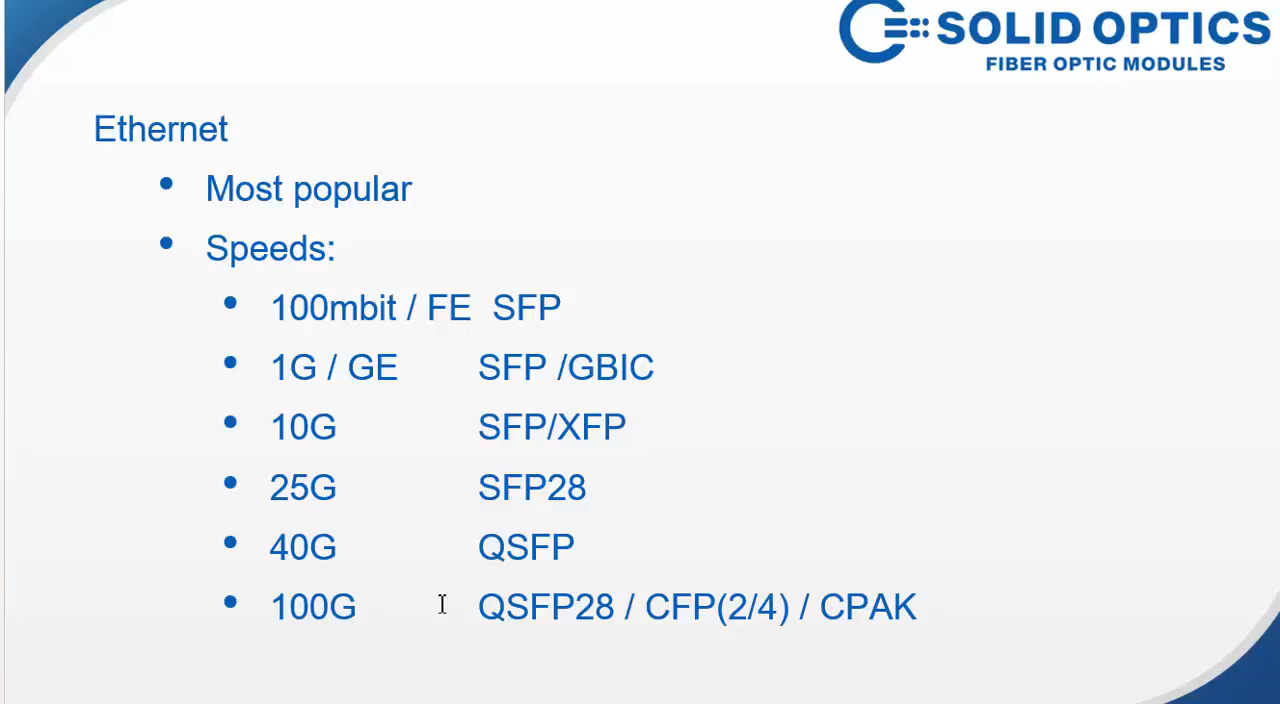 SOLID OPTICS
FIBER OPTIC MODULES
Ethernet
• Most popular
• Speeds:
• 100mbit / FE SFP
• 1G / GE SFP /GBIC
• 10G SFP/XFP
• 25G SFP28
• 40G QSFP
• 100G QSFP28 / CFP(2/4) / CPAK